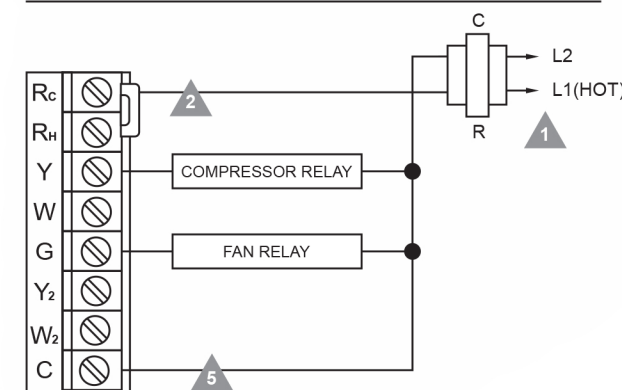 C
L2
RC
2
L1(HOT)
RH
R
1
Y
COMPRESSOR RELAY
W
G
FAN RELAY
Y2
W2
C
5